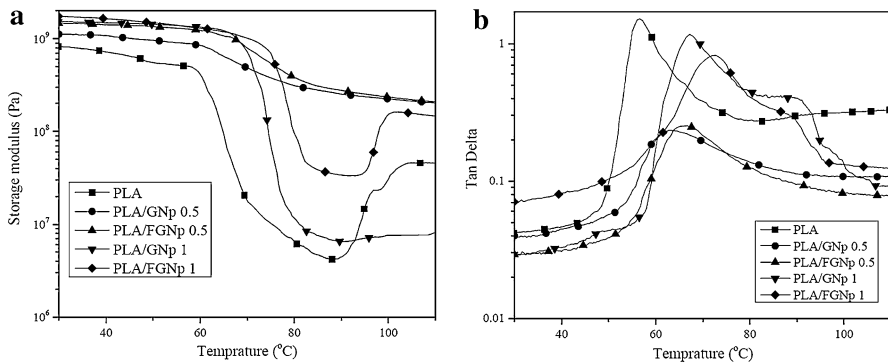 a
Storage modulus (Pa)
10⁹
10⁸
10⁷
10⁶
40
60
80
100
Temprature (°C)
PLA
PLA/GNp 0.5
PLA/FGNp 0.5
PLA/GNp 1
PLA/FGNp 1
b
Tan Delta
1
0.1
0.01
40
60
80
100
Temprature (°C)
PLA
PLA/GNp 0.5
PLA/FGNp 0.5
PLA/GNp 1
PLA/FGNp 1